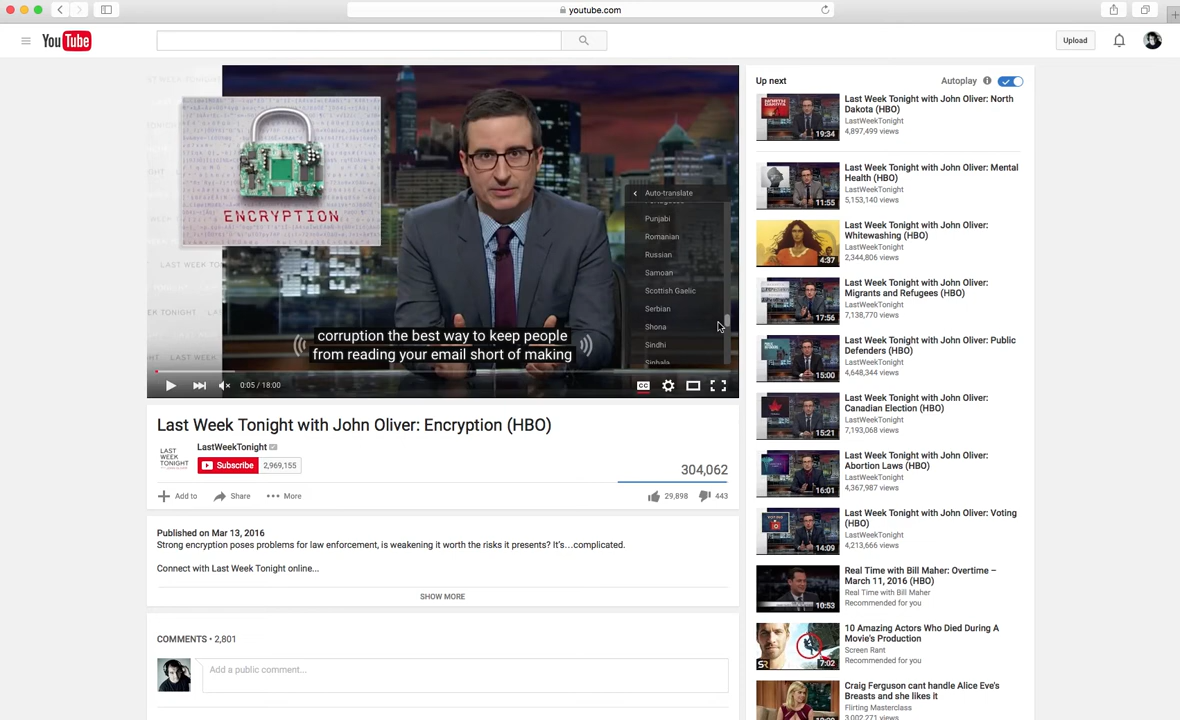 youtube.com
YouTube
Upload
LAST WEEK TONIGHT
ENCRYPTION
Auto-translate
Punjabi
Romanian
Russian
Samoan
Scottish Gaelic
Serbian
Shona
Sindhi
Sinhala
corruption the best way to keep people
from reading your email short of making
0:05 / 18:00
CC
Last Week Tonight with John Oliver: Encryption (HBO)
LAST
WEEK
TONIGHT
LastWeekTonight
Subscribe
2,969,155
304,062
Add to
Share
More
29,898
443
Published on Mar 13, 2016
Strong encryption poses problems for law enforcement, is weakening it worth the risks it presents? It's…complicated.
Connect with Last Week Tonight online...
SHOW MORE
COMMENTS • 2,801
Add a public comment...
Up next
Autoplay
19:34
Last Week Tonight with John Oliver: North
Dakota (HBO)
LastWeekTonight
4,897,499 views
11:55
Last Week Tonight with John Oliver: Mental
Health (HBO)
LastWeekTonight
5,153,140 views
4:37
Last Week Tonight with John Oliver:
Whitewashing (HBO)
LastWeekTonight
2,344,806 views
17:56
Last Week Tonight with John Oliver:
Migrants and Refugees (HBO)
LastWeekTonight
7,138,770 views
15:00
Last Week Tonight with John Oliver: Public
Defenders (HBO)
LastWeekTonight
4,648,344 views
15:21
Last Week Tonight with John Oliver:
Canadian Election (HBO)
LastWeekTonight
7,193,068 views
16:01
Last Week Tonight with John Oliver:
Abortion Laws (HBO)
LastWeekTonight
4,367,987 views
14:09
Last Week Tonight with John Oliver: Voting
(HBO)
LastWeekTonight
4,213,666 views
10:53
Real Time with Bill Maher: Overtime –
March 11, 2016 (HBO)
Real Time with Bill Maher
Recommended for you
SR
7:02
10 Amazing Actors Who Died During A
Movie's Production
Screen Rant
Recommended for you
Craig Ferguson cant handle Alice Eve's
Breasts and she likes it
Flirting Masterclass
3,002,271 views